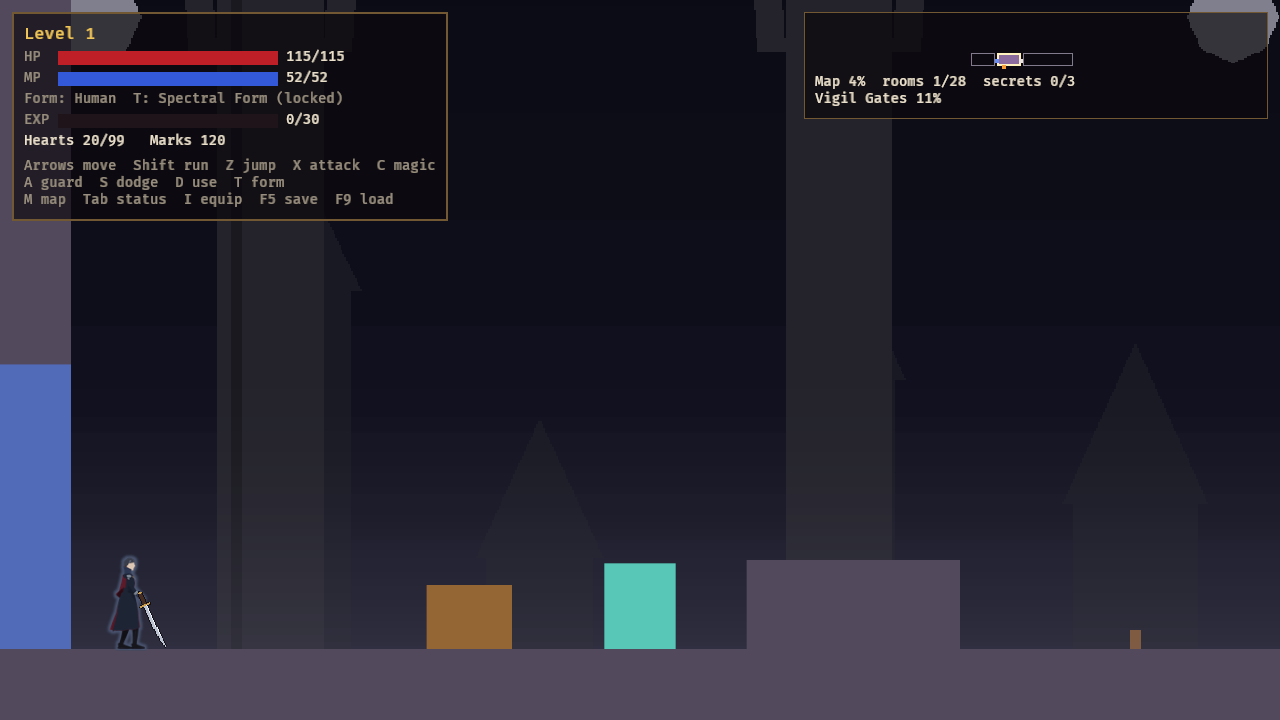 Level 1
HP 115/115
MP 52/52
Form: Human  T: Spectral Form (locked)
EXP 0/30
Hearts 20/99  Marks 120
Arrows move  Shift run  Z jump  X attack  C magic
A guard  S dodge  D use  T form
M map  Tab status  I equip  F5 save  F9 load
Map 4%  rooms 1/28  secrets 0/3
Vigil Gates 11%